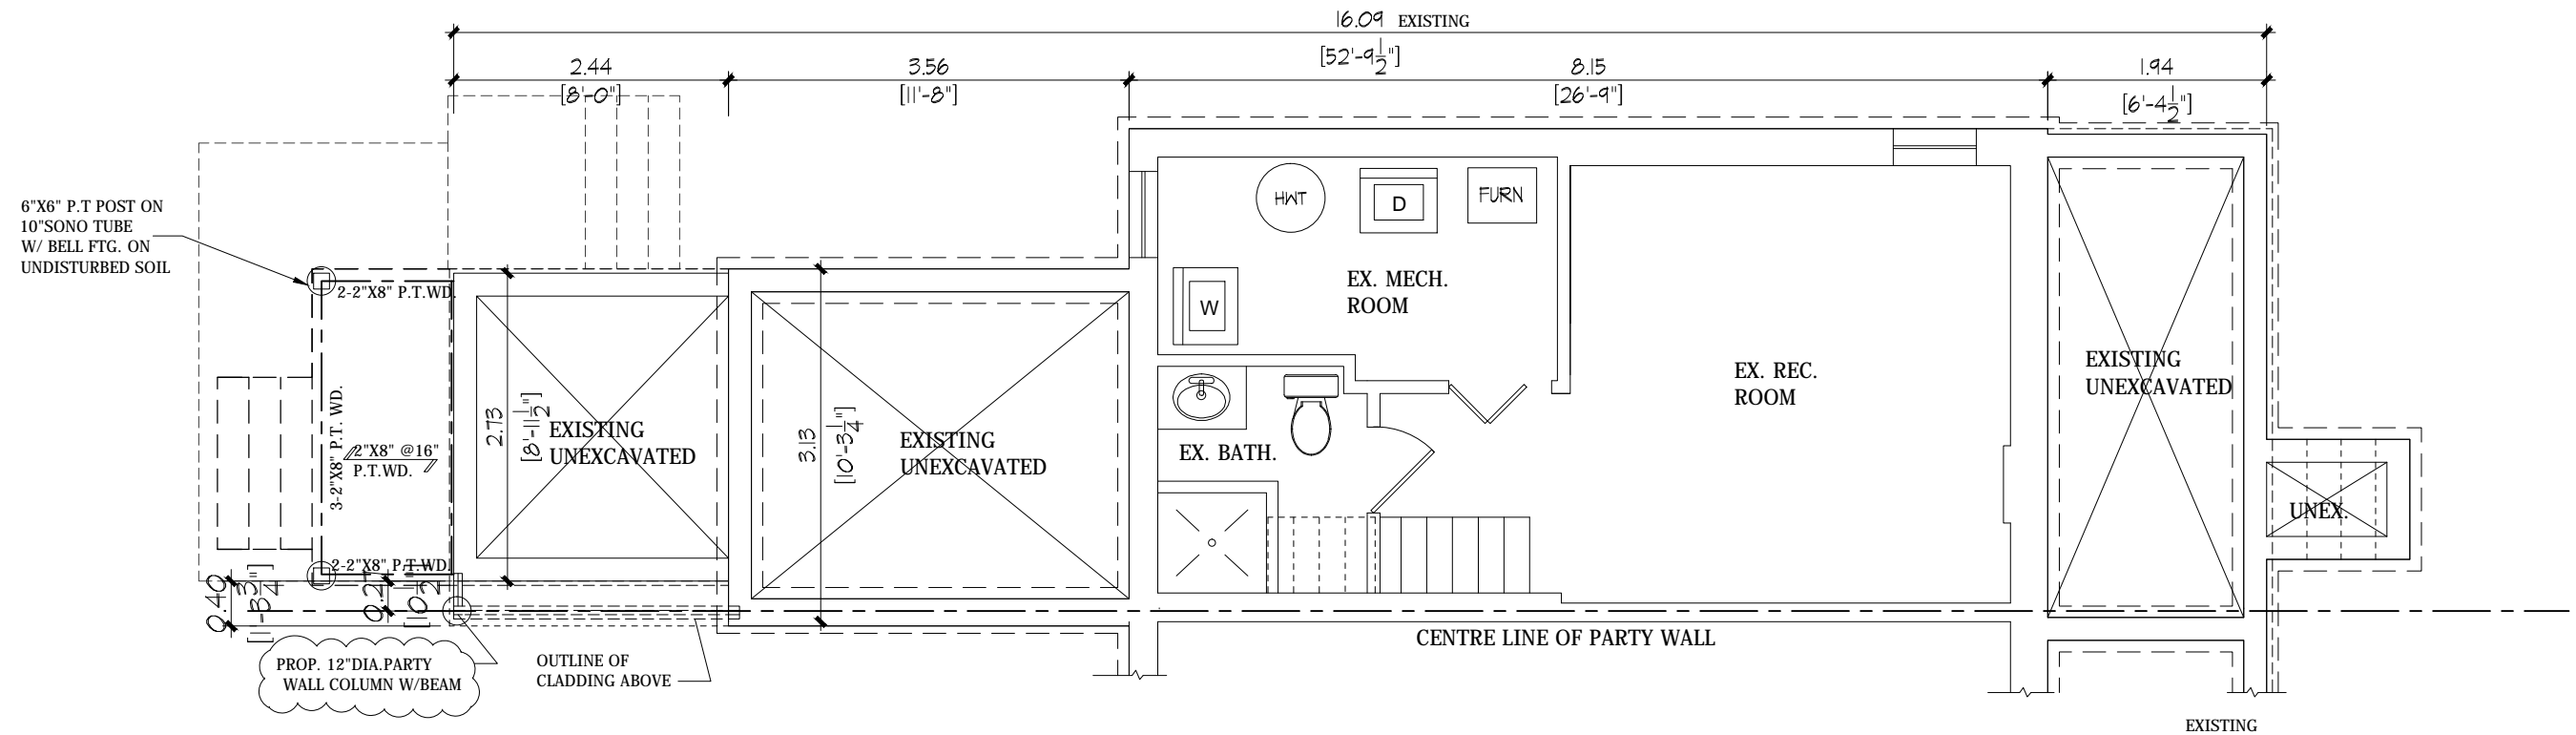 16.09 EXISTING
[52'-9 1/2"]
2.44
[8'-0"]
3.56
[11'-8"]
8.15
[26'-9"]
1.94
[6'-4 1/2"]
6"X6" P.T POST ON
10"SONO TUBE
W/ BELL FTG. ON
UNDISTURBED SOIL
2-2"X8" P.T.WD.
3-2"X8" P.T. WD.
2"X8" @16"
P.T.WD.
2-2"X8" P.T.WD.
2.73
[8'-11 1/2"]
EXISTING
UNEXCAVATED
3.13
[10'-3 1/4"]
EXISTING
UNEXCAVATED
HWT
D
FURN
W
EX. MECH.
ROOM
EX. BATH.
EX. REC.
ROOM
EXISTING
UNEXCAVATED
UNEX.
0.40
[1'-3 3/4"]
0.27
[10 1/2"]
PROP. 12"DIA.PARTY
WALL COLUMN W/BEAM
OUTLINE OF
CLADDING ABOVE
CENTRE LINE OF PARTY WALL
EXISTING